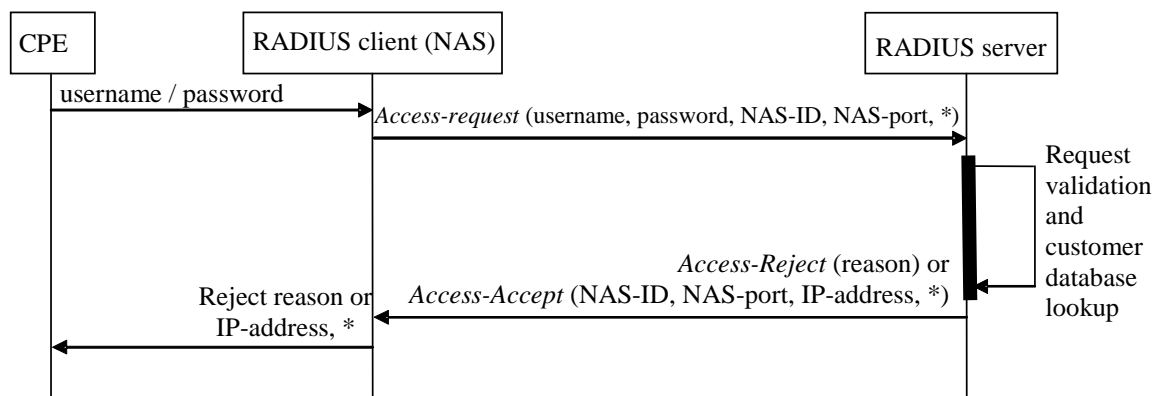 CPE
RADIUS client (NAS)
RADIUS server
username / password
Access-request (username, password, NAS-ID, NAS-port, *)
Request
validation
and
customer
database
lookup
Access-Reject (reason) or
Access-Accept (NAS-ID, NAS-port, IP-address, *)
Reject reason or
IP-address, *